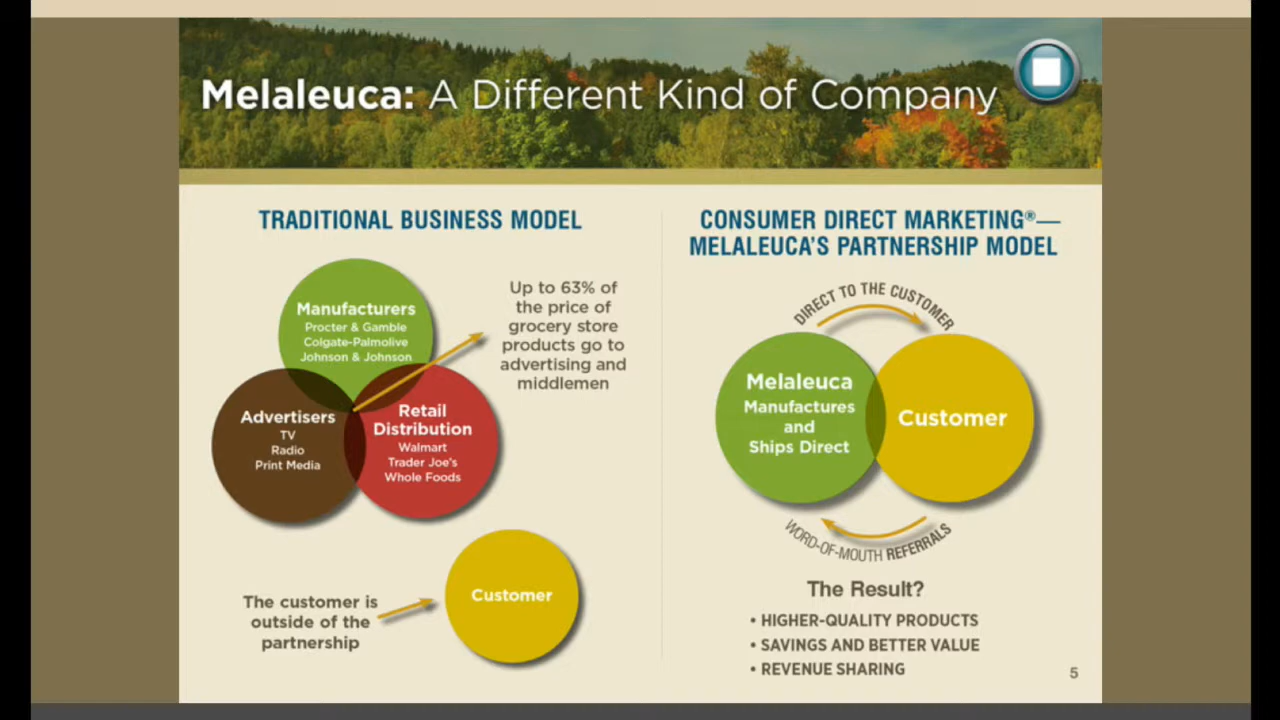 Melaleuca: A Different Kind of Company
TRADITIONAL BUSINESS MODEL
Manufacturers
Procter & Gamble
Colgate-Palmolive
Johnson & Johnson
Advertisers
TV
Radio
Print Media
Retail
Distribution
Walmart
Trader Joe's
Whole Foods
Up to 63% of
the price of
grocery store
products go to
advertising and
middlemen
The customer is
outside of the
partnership
Customer
CONSUMER DIRECT MARKETING®—
MELALEUCA'S PARTNERSHIP MODEL
DIRECT TO THE CUSTOMER
Melaleuca
Manufactures
and
Ships Direct
Customer
WORD-OF-MOUTH REFERRALS
The Result?
• HIGHER-QUALITY PRODUCTS
• SAVINGS AND BETTER VALUE
• REVENUE SHARING
5